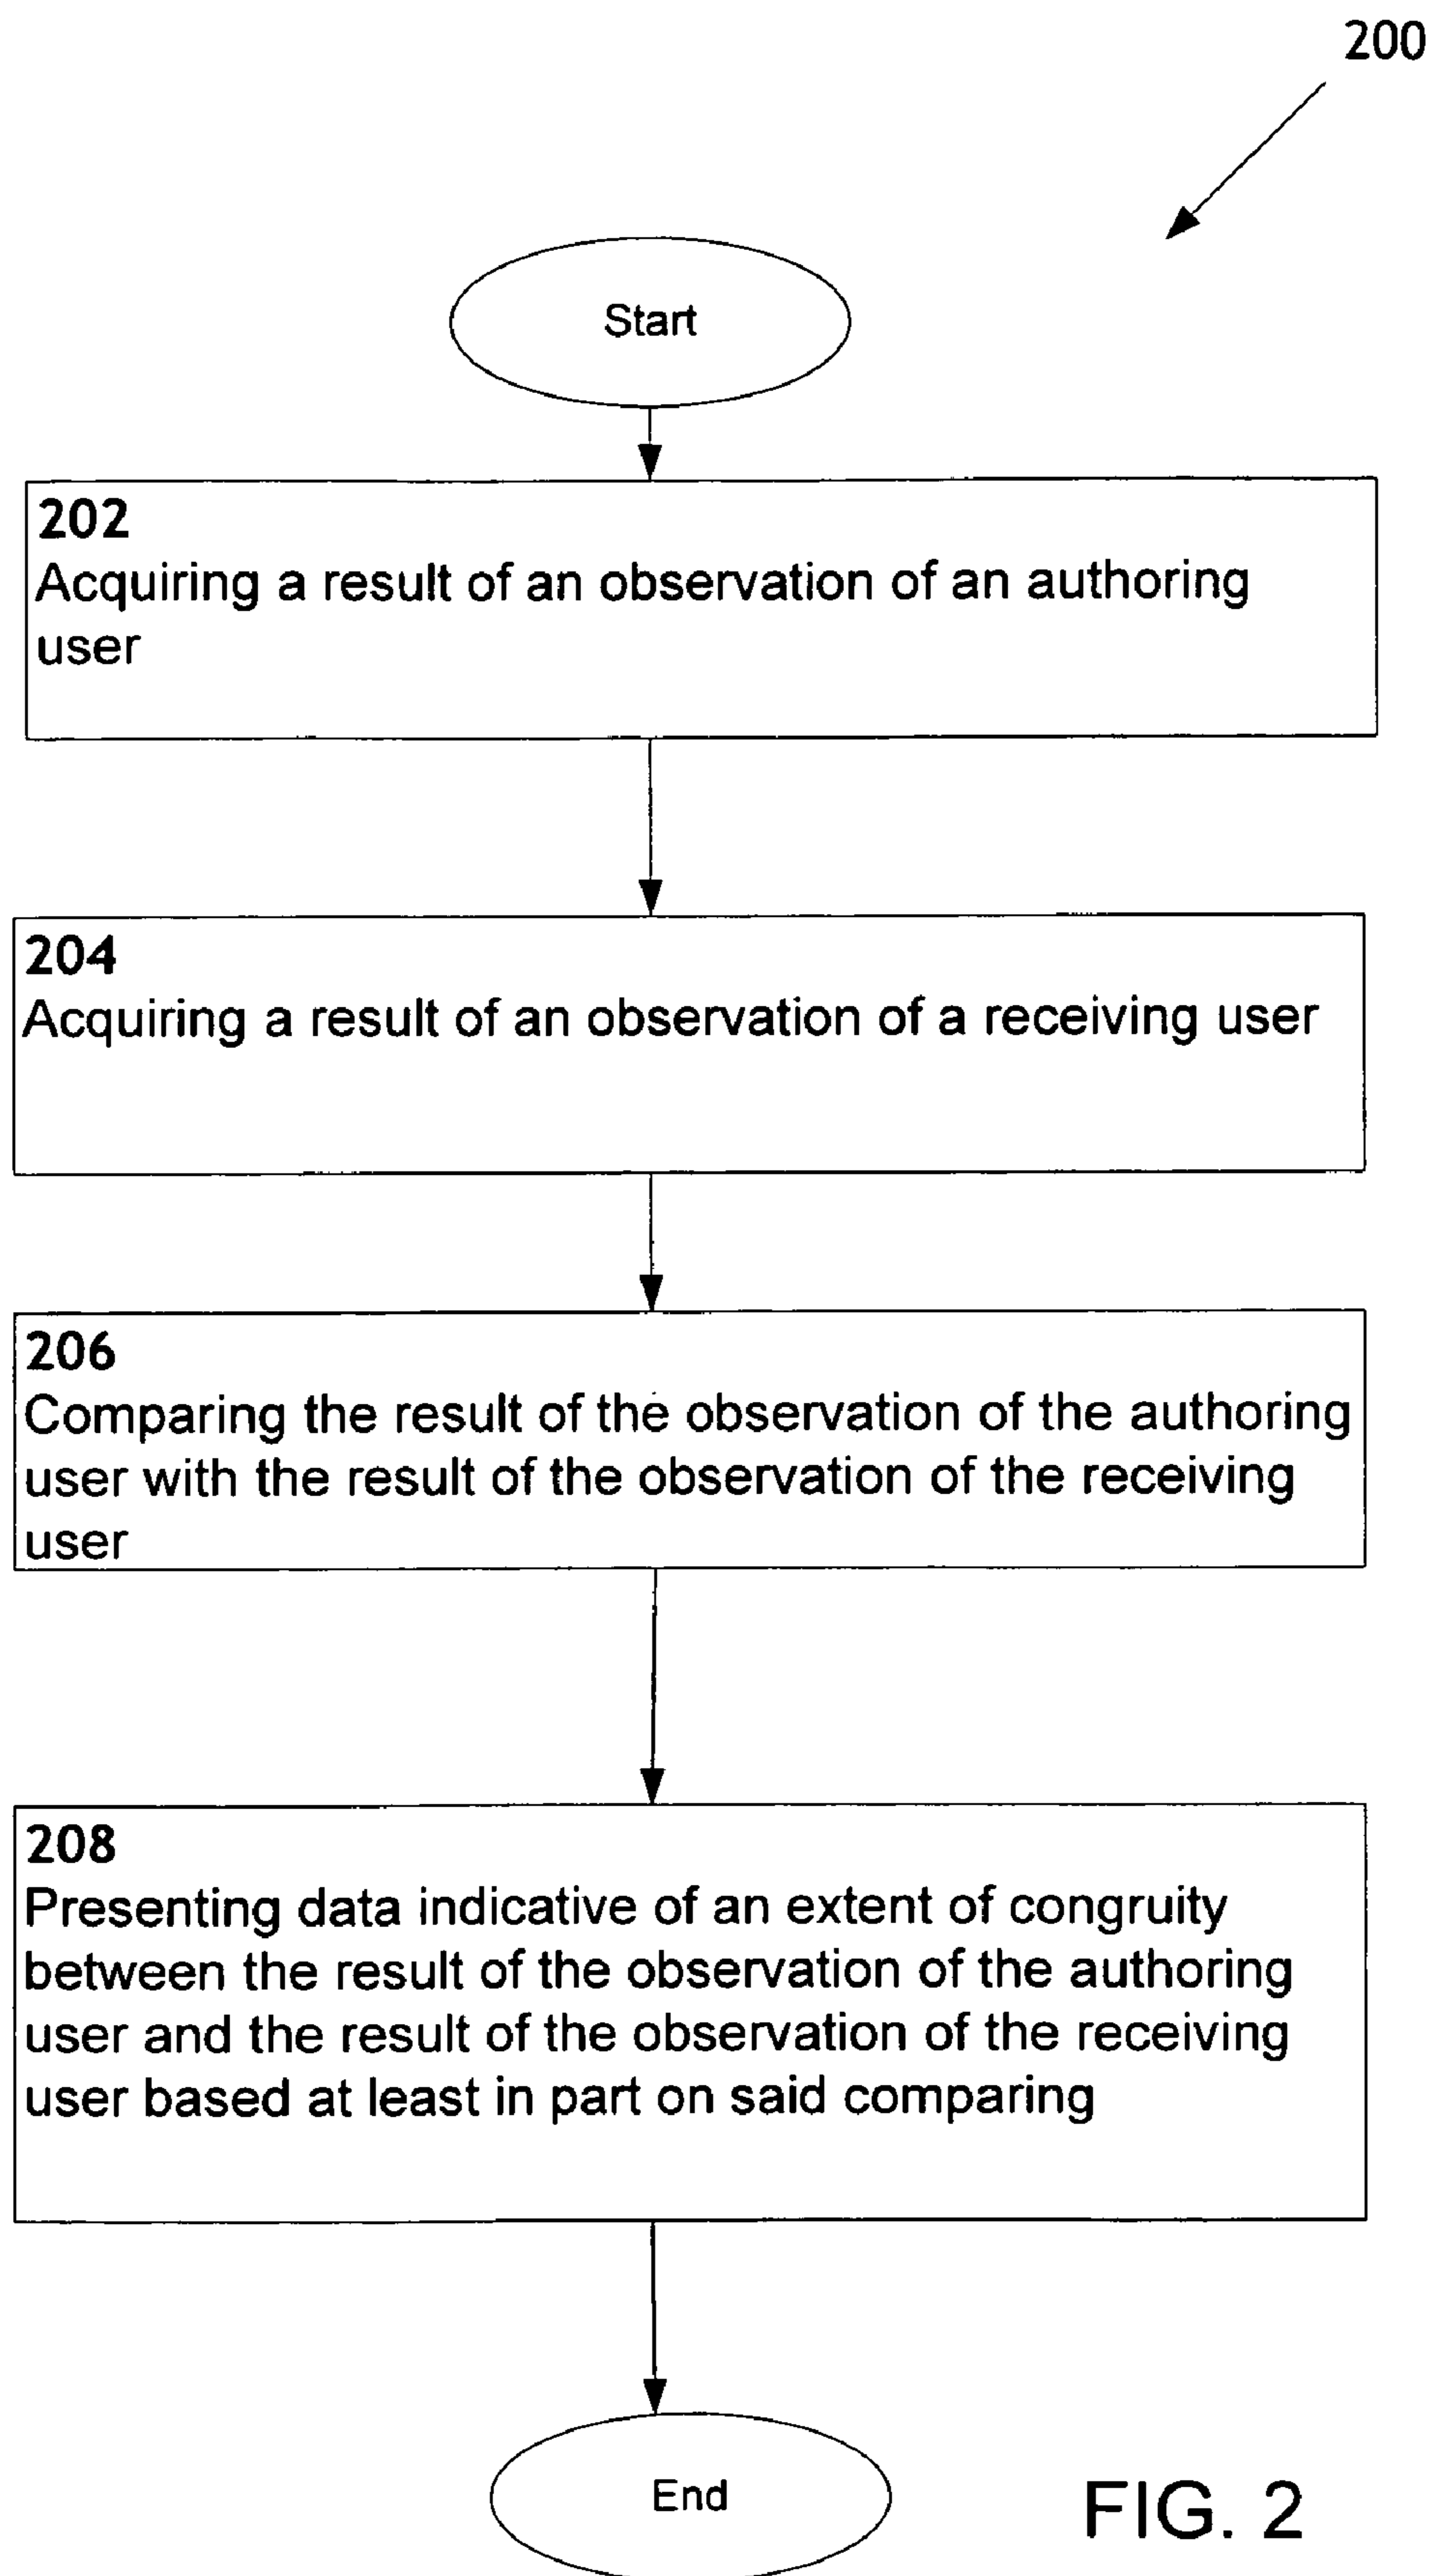 200
Start
202
Acquiring a result of an observation of an authoring
user
204
Acquiring a result of an observation of a receiving user
206
Comparing the result of the observation of the authoring
user with the result of the observation of the receiving
user
208
Presenting data indicative of an extent of congruity
between the result of the observation of the authoring
user and the result of the observation of the receiving
user based at least in part on said comparing
End
FIG. 2